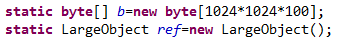 static byte[] b=new byte[1024*1024*100];
static LargeObject ref=new LargeObject();